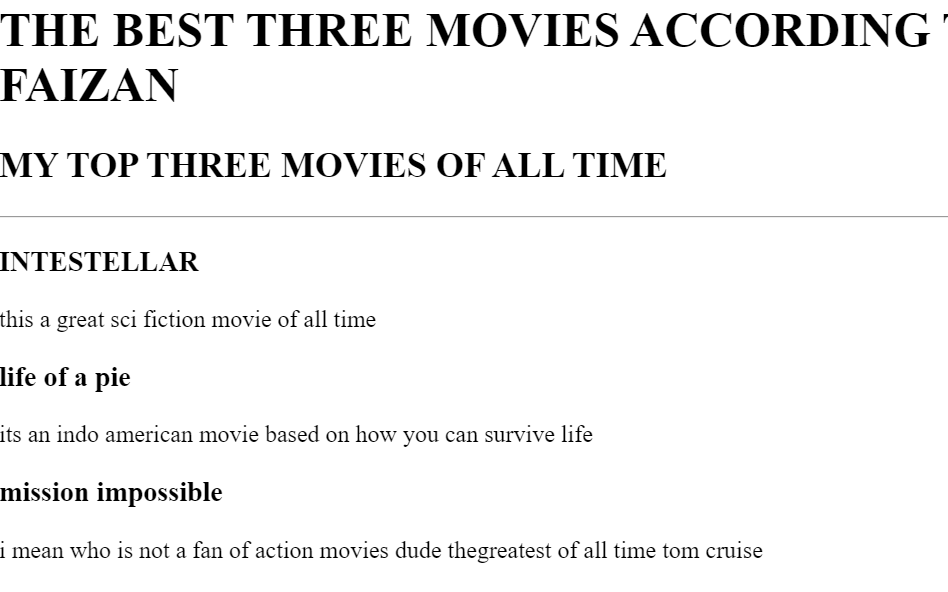 THE BEST THREE MOVIES ACCORDING
FAIZAN
MY TOP THREE MOVIES OF ALL TIME
INTESTELLAR
this a great sci fiction movie of all time
life of a pie
its an indo american movie based on how you can survive life
mission impossible
i mean who is not a fan of action movies dude thegreatest of all time tom cruise